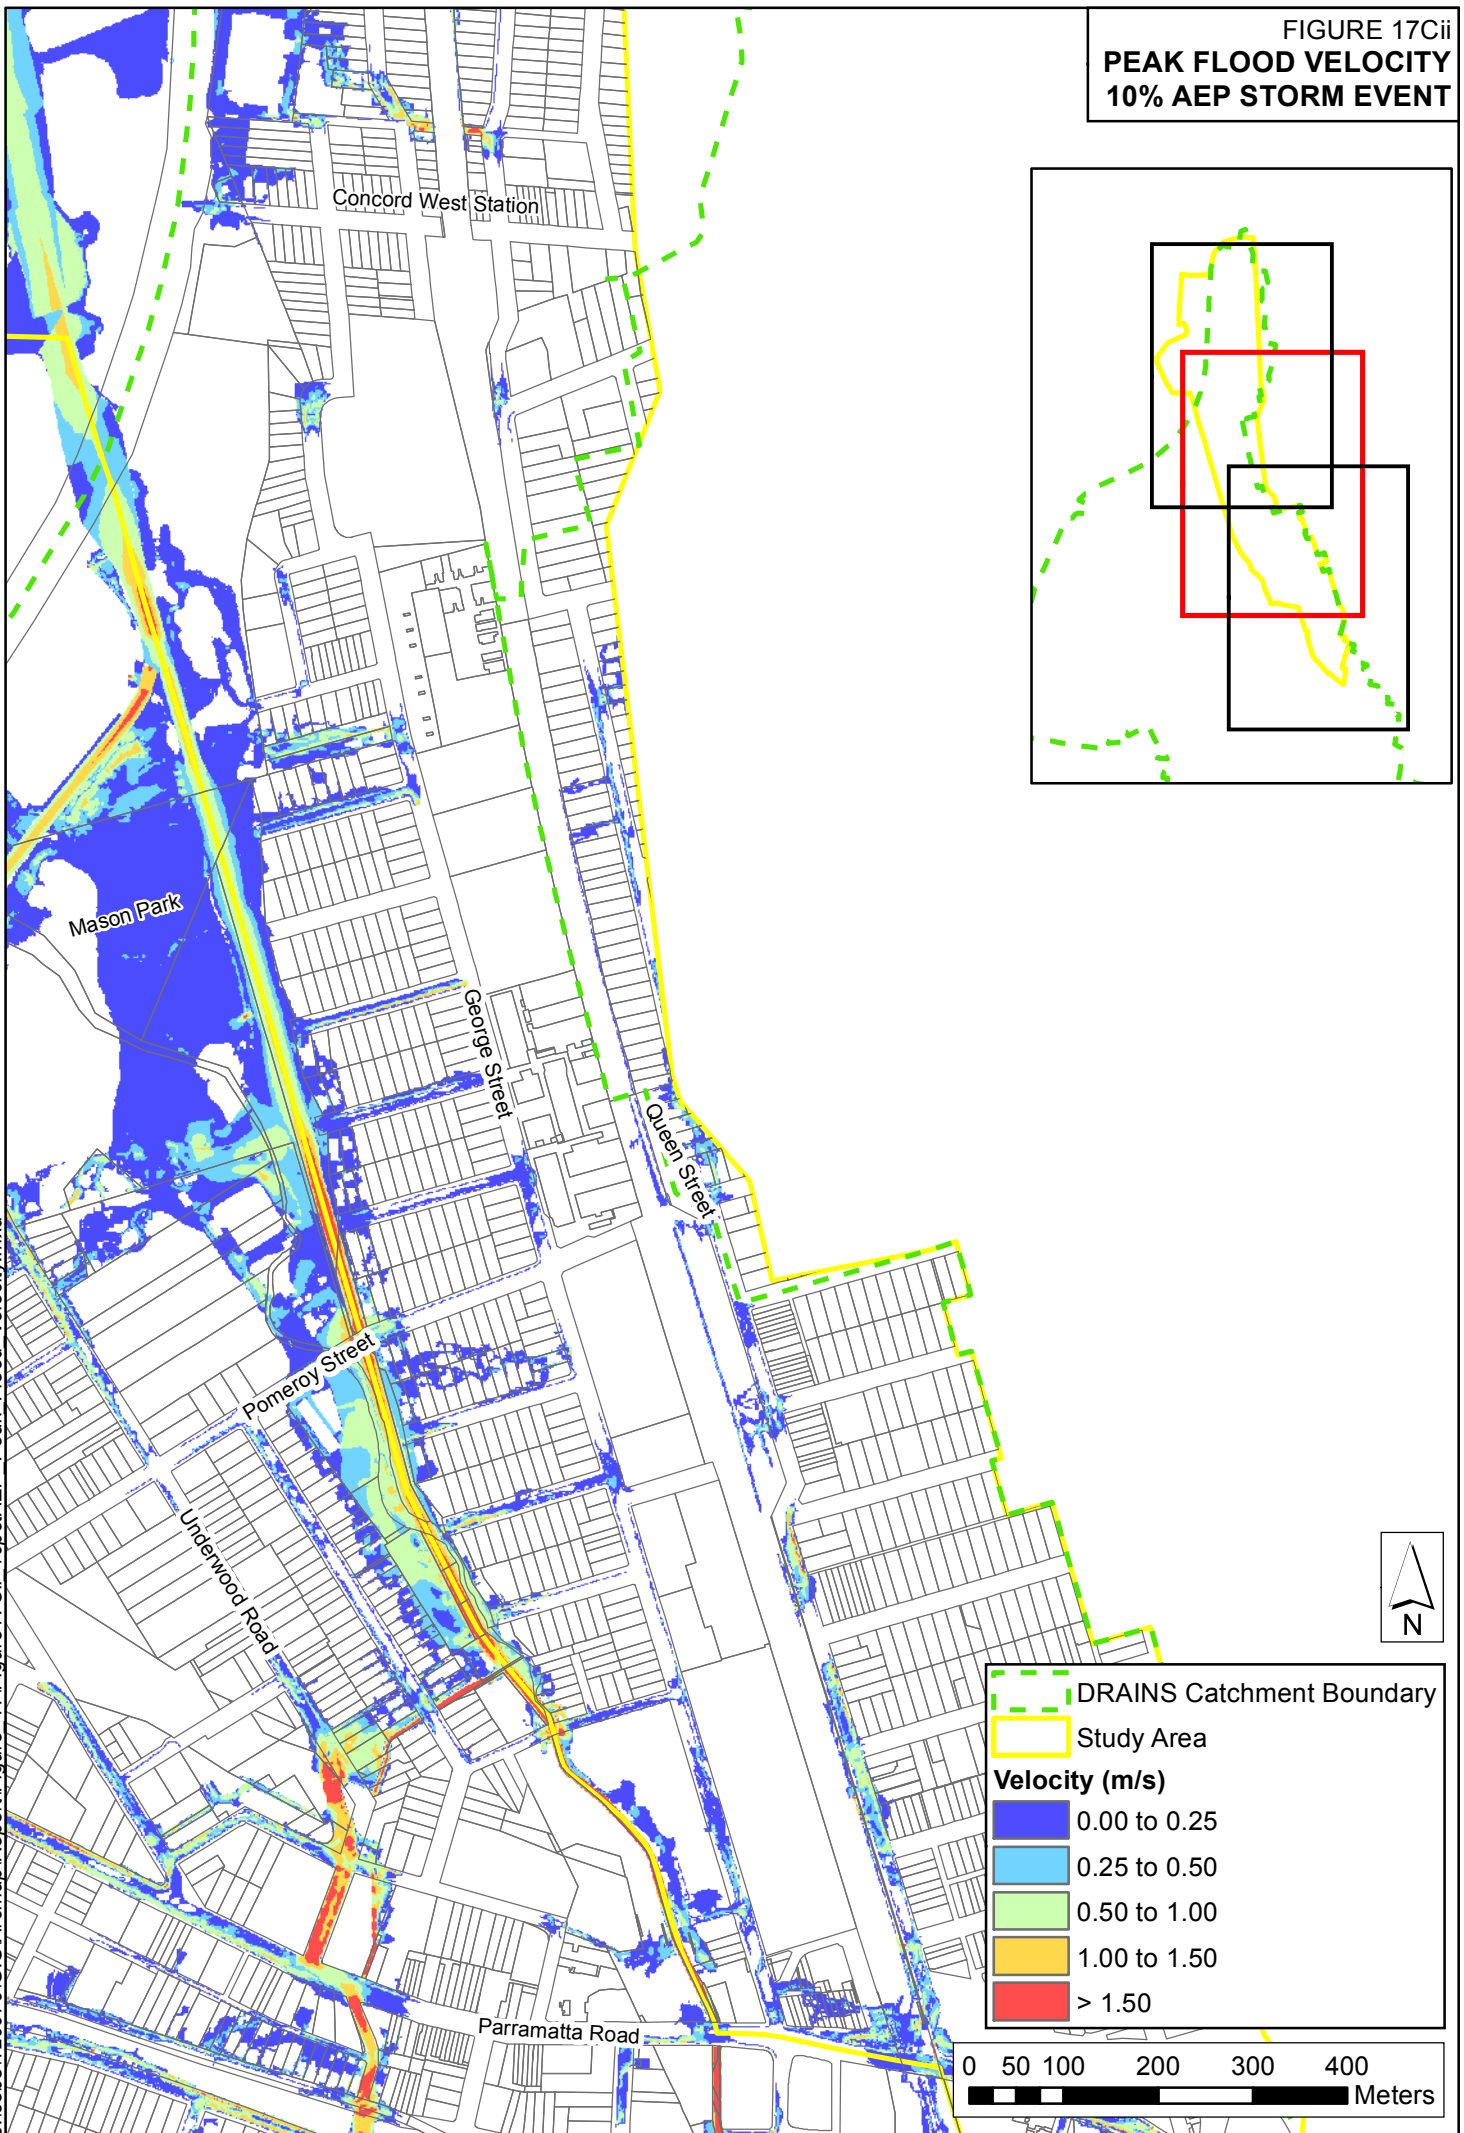 FIGURE 17Cii
PEAK FLOOD VELOCITY
10% AEP STORM EVENT
Concord West Station
Mason Park
George Street
Queen Street
Pomeroy Street
Underwood Road
Parramatta Road
N
DRAINS Catchment Boundary
Study Area
Velocity (m/s)
0.00 to 0.25
0.25 to 0.50
0.50 to 1.00
1.00 to 1.50
> 1.50
0 50 100 200 300 400
Meters